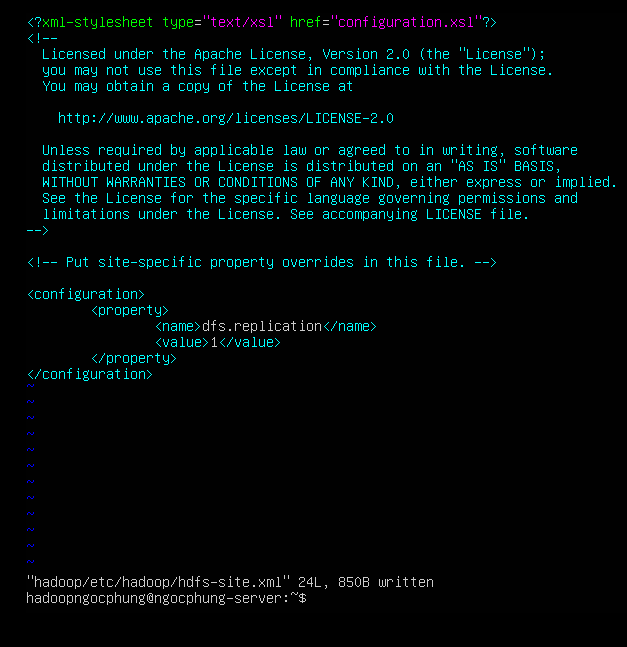 <?xml-stylesheet type="text/xsl" href="configuration.xsl"?>
<!--
  Licensed under the Apache License, Version 2.0 (the "License");
  you may not use this file except in compliance with the License.
  You may obtain a copy of the License at

    http://www.apache.org/licenses/LICENSE-2.0

  Unless required by applicable law or agreed to in writing, software
  distributed under the License is distributed on an "AS IS" BASIS,
  WITHOUT WARRANTIES OR CONDITIONS OF ANY KIND, either express or implied.
  See the License for the specific language governing permissions and
  limitations under the License. See accompanying LICENSE file.
-->

<!-- Put site-specific property overrides in this file. -->

<configuration>
        <property>
                <name>dfs.replication</name>
                <value>1</value>
        </property>
</configuration>
~
~
~
~
~
~
~
~
~
~
~
~
"hadoop/etc/hadoop/hdfs-site.xml" 24L, 850B written
hadoopngocphung@ngocphung-server:~$